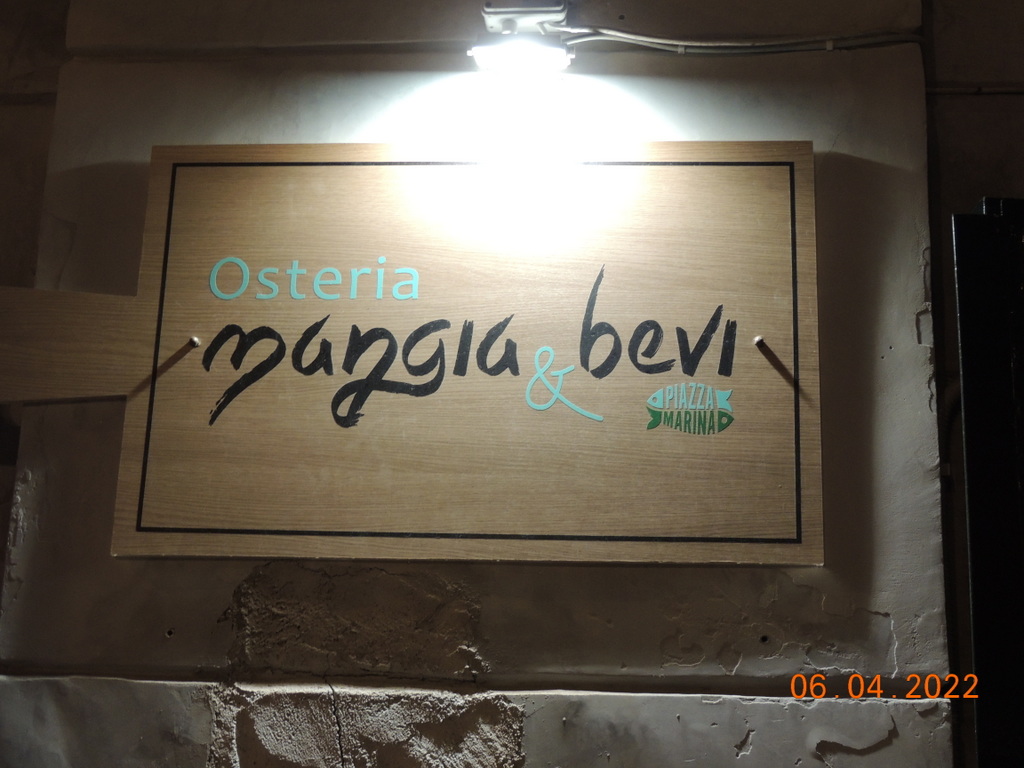 Osteria
mangia & bevi
PIAZZA
MARINA
06.04.2022